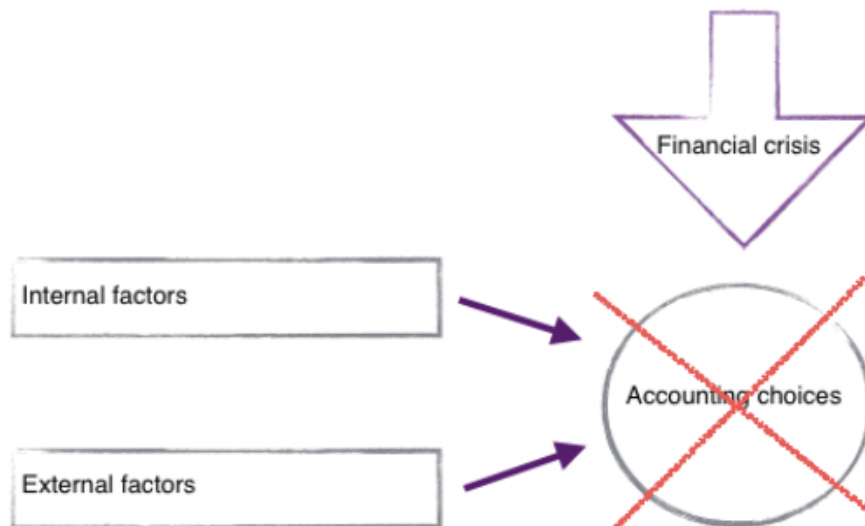 Financial crisis
Internal factors
Accounting choices
External factors